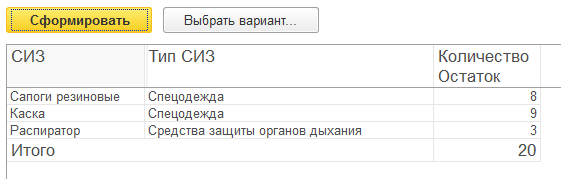 Сформировать Выбрать вариант...
СИЗ Тип СИЗ Количество
Остаток
Сапоги резиновые Спецодежда 8
Каска Спецодежда 9
Распиратор Средства защиты органов дыхания 3
Итого 20